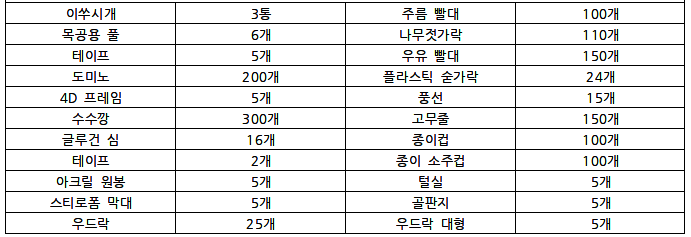 이쑤시개 3통 주름 빨대 100개
목공용 풀 6개 나무젓가락 110개
테이프 5개 우유 빨대 150개
도미노 200개 플라스틱 숟가락 24개
4D 프레임 5개 풍선 15개
수수깡 300개 고무줄 150개
글루건 심 16개 종이컵 100개
테이프 2개 종이 소주컵 100개
아크릴 원봉 5개 털실 5개
스티로폼 막대 5개 골판지 5개
우드락 25개 우드락 대형 5개